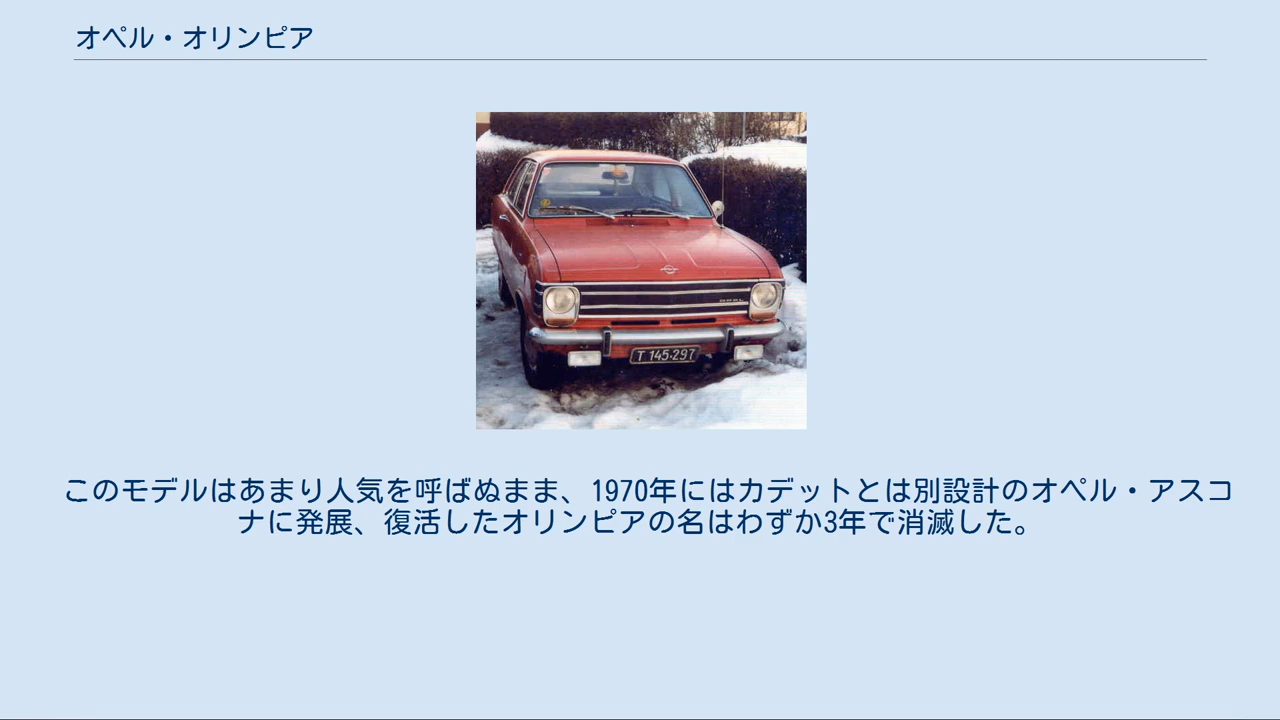 オペル・オリンピア
T 145·297
このモデルはあまり人気を呼ばぬまま、1970年にはカデットとは別設計のオペル・アスコ
ナに発展、復活したオリンピアの名はわずか3年で消滅した。